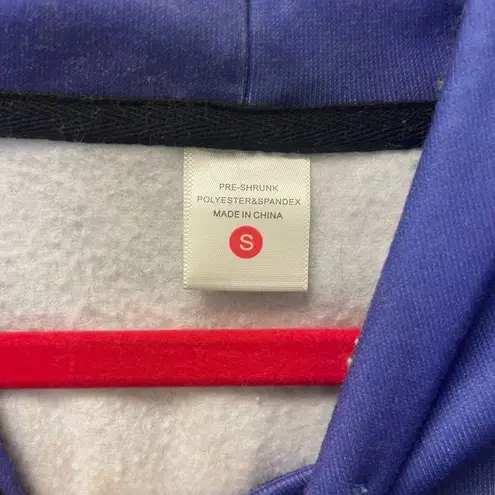 PRE-SHRUNK
POLYESTER&SPANDEX
MADE IN CHINA
S